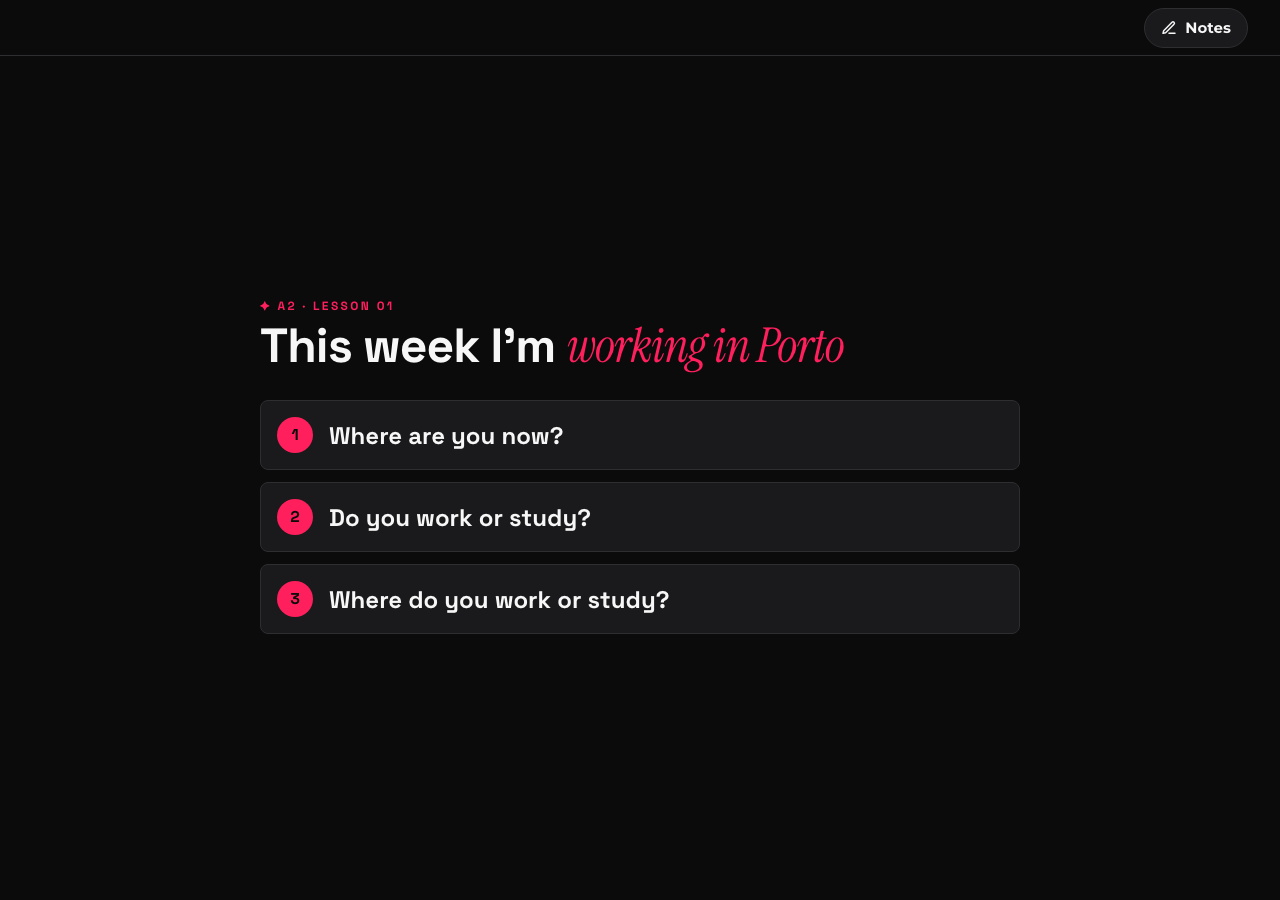 Notes
✦ A2 · LESSON 01
This week I’m working in Porto
1 Where are you now?
2 Do you work or study?
3 Where do you work or study?